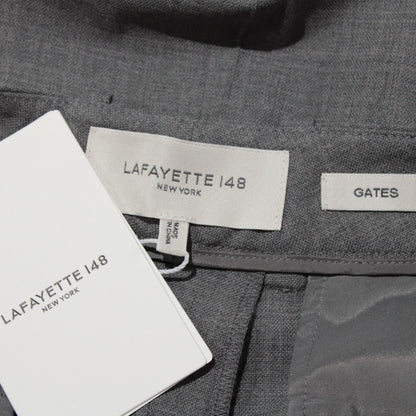 LAFAYETTE 148
NEW YORK
GATES
MADE
IN CHINA
LAFAYETTE 148
NEW YORK